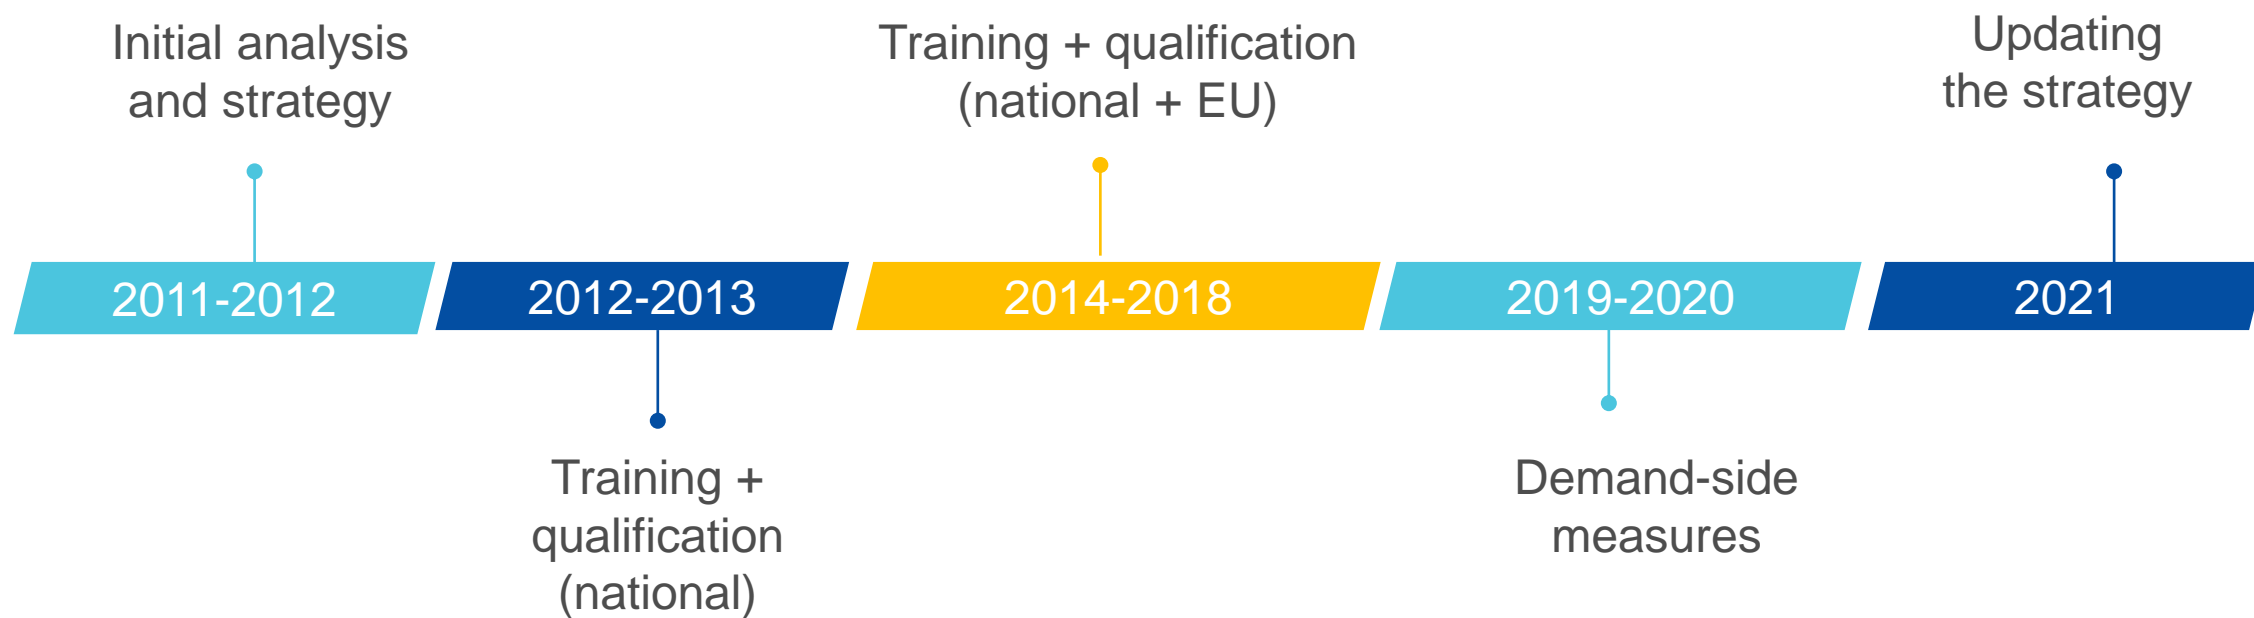 Initial analysis
and strategy
Training + qualification
(national + EU)
Updating
the strategy
2011-2012
2012-2013
2014-2018
2019-2020
2021
Training +
qualification
(national)
Demand-side
measures